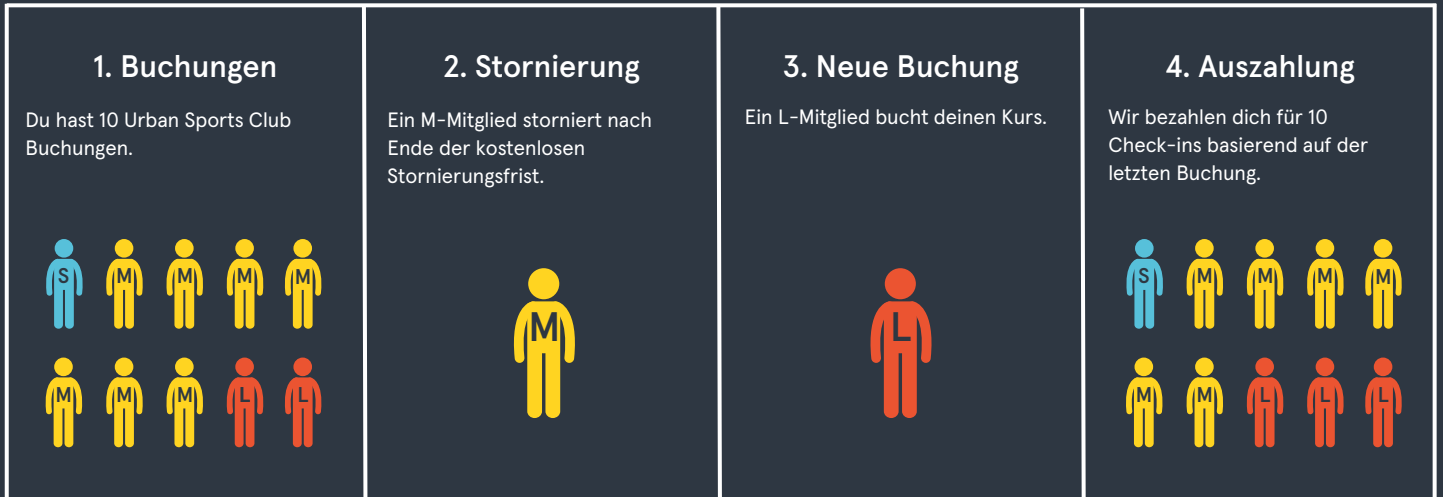 1. Buchungen
Du hast 10 Urban Sports Club
Buchungen.
S M M M M
M M M L L
2. Stornierung
Ein M-Mitglied storniert nach
Ende der kostenlosen
Stornierungsfrist.
M
3. Neue Buchung
Ein L-Mitglied bucht deinen Kurs.
L
4. Auszahlung
Wir bezahlen dich für 10
Check-ins basierend auf der
letzten Buchung.
S M M M M
M M L L L